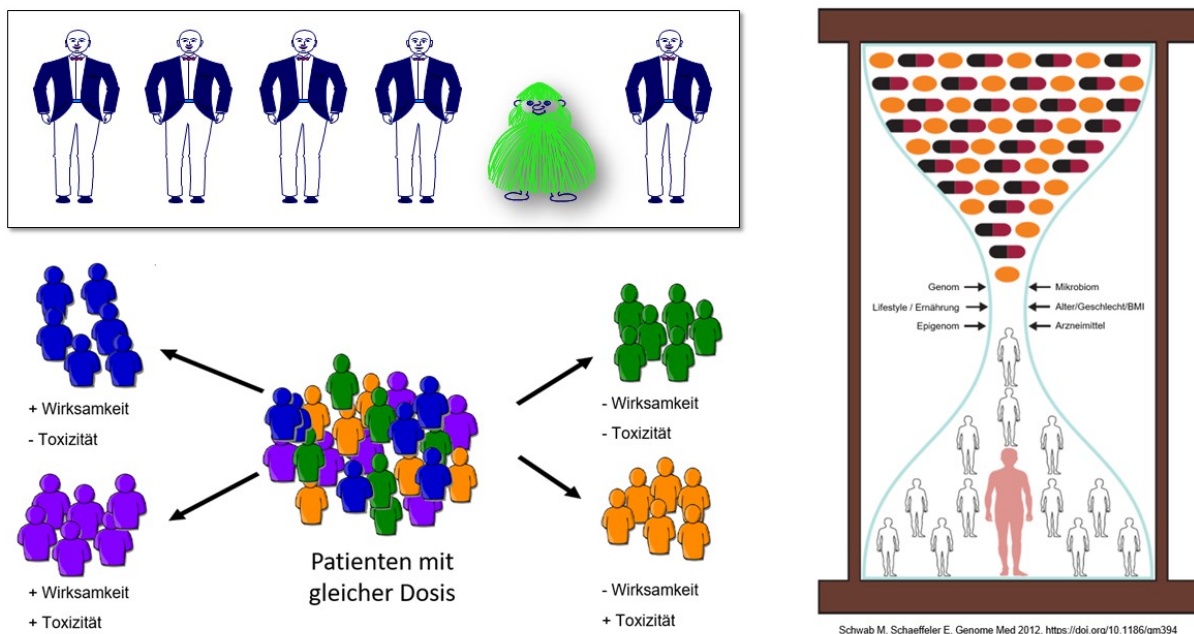 + Wirksamkeit
- Toxizität
+ Wirksamkeit
+ Toxizität
Patienten mit
gleicher Dosis
- Wirksamkeit
- Toxizität
- Wirksamkeit
+ Toxizität
Genom
Lifestyle / Ernährung
Epigenom
Mikrobiom
Alter/Geschlecht/BMI
Arzneimittel
Schwab M, Schaeffeler E. Genome Med 2012. https://doi.org/10.1186/gm394